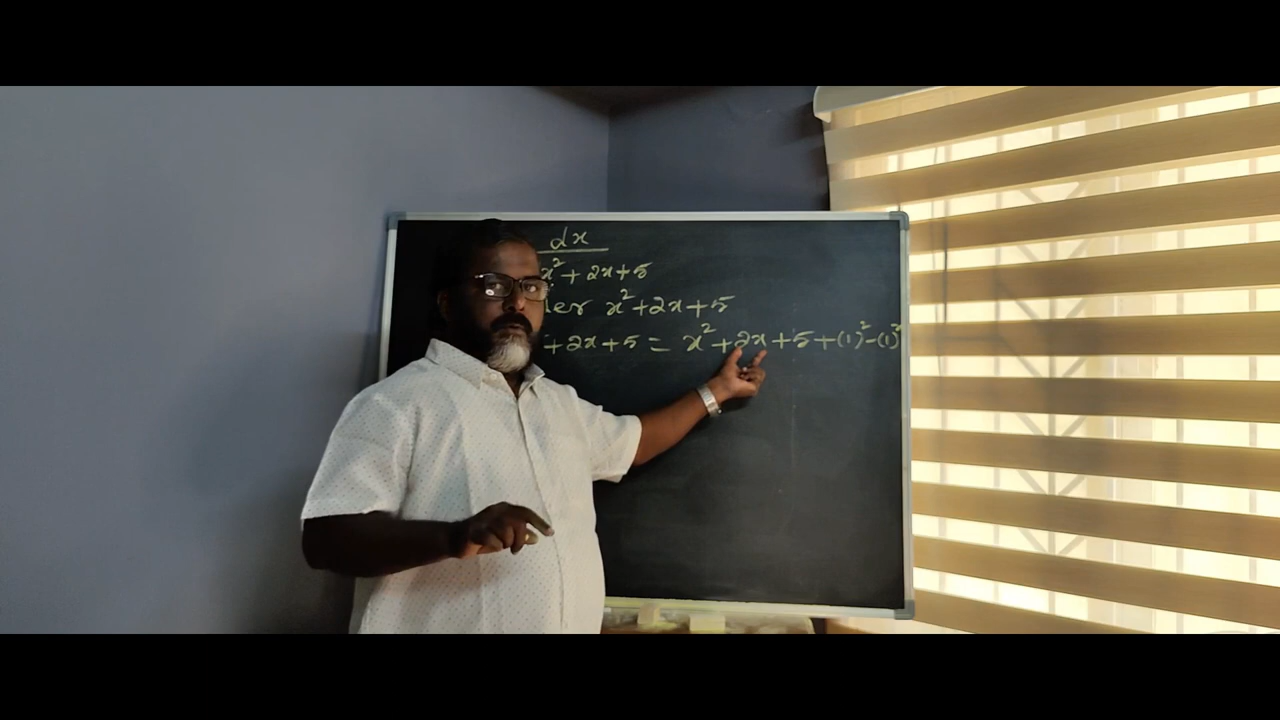 dx
x² + 2x + 5
der x² + 2x + 5
+ 2x + 5 = x² + 2x + 5 + (1)² - (1)²